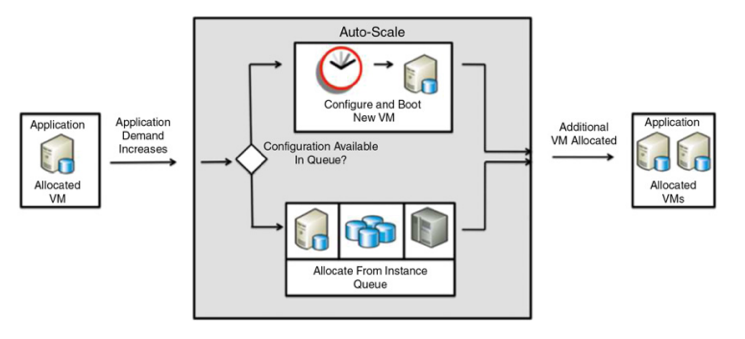 Auto-Scale
Configure and Boot
New VM
Application
Allocated
VM
Application
Demand
Increases
Configuration Available
In Queue?
Allocate From Instance
Queue
Additional
VM Allocated
Application
Allocated
VMs